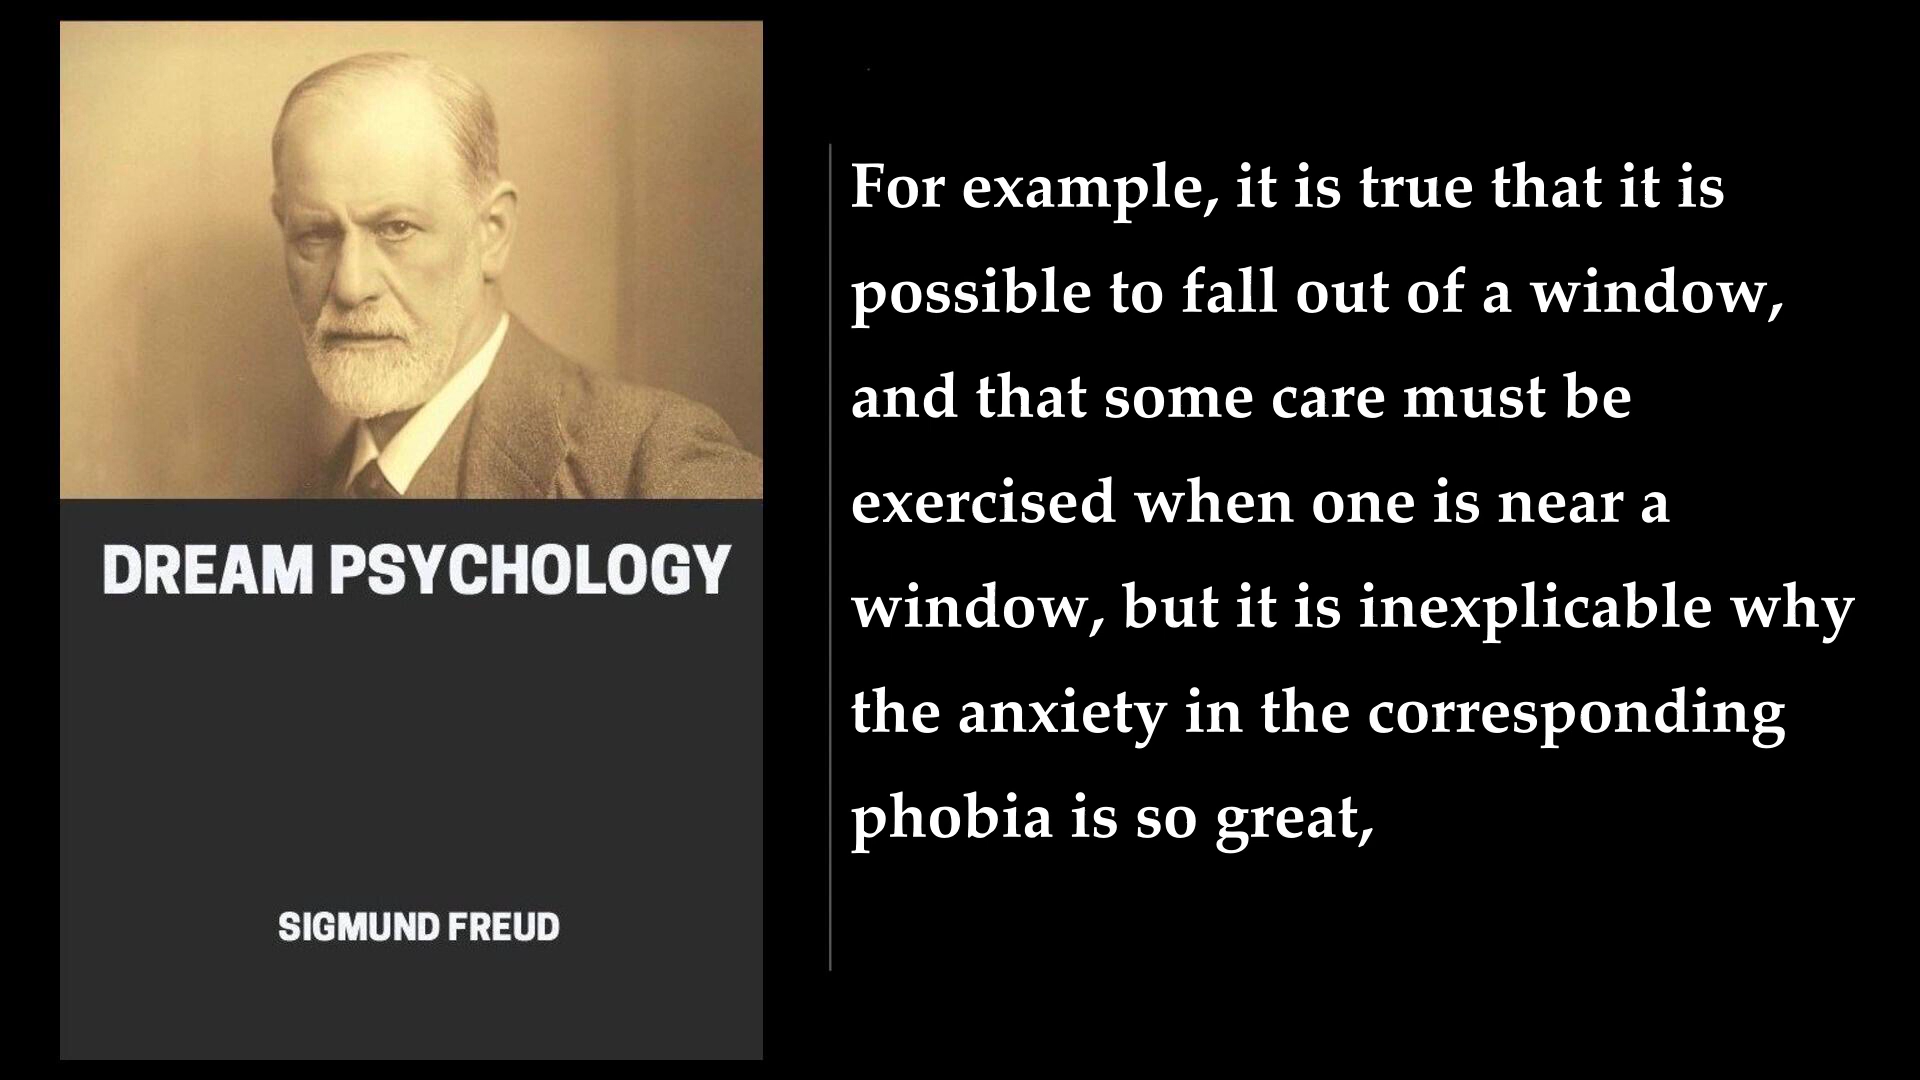 DREAM PSYCHOLOGY
SIGMUND FREUD
For example, it is true that it is
possible to fall out of a window,
and that some care must be
exercised when one is near a
window, but it is inexplicable why
the anxiety in the corresponding
phobia is so great,